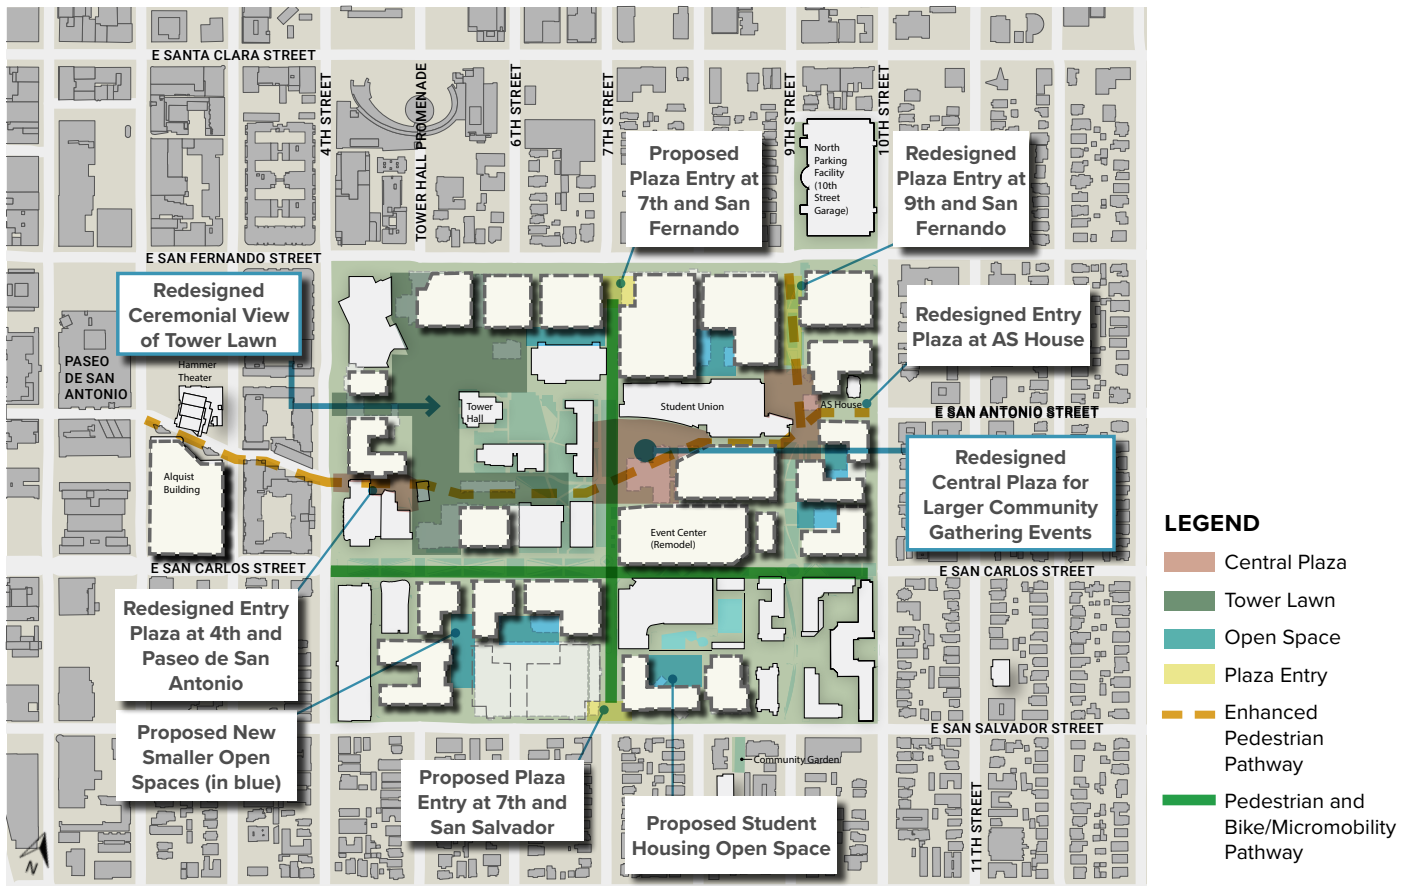 E SANTA CLARA STREET
4TH STREET
TOWER HALL PROMENADE
6TH STREET
7TH STREET
9TH STREET
10TH STREET
North
Parking
Facility
(10th
Street
Garage)
Proposed
Plaza Entry at
7th and San
Fernando
Redesigned
Plaza Entry at
9th and San
Fernando
E SAN FERNANDO STREET
Redesigned
Ceremonial View
of Tower Lawn
Redesigned Entry
Plaza at AS House
PASEO
DE SAN
ANTONIO
Hammer
Theater
Tower
Hall
Student Union
AS House
E SAN ANTONIO STREET
Alquist
Building
Redesigned
Central Plaza for
Larger Community
Gathering Events
Event Center
(Remodel)
E SAN CARLOS STREET
E SAN CARLOS STREET
Redesigned Entry
Plaza at 4th and
Paseo de San
Antonio
Proposed New
Smaller Open
Spaces (in blue)
E SAN SALVADOR STREET
Community Garden
Proposed Plaza
Entry at 7th and
San Salvador
Proposed Student
Housing Open Space
11TH STREET
N
LEGEND
Central Plaza
Tower Lawn
Open Space
Plaza Entry
Enhanced
Pedestrian
Pathway
Pedestrian and
Bike/Micromobility
Pathway